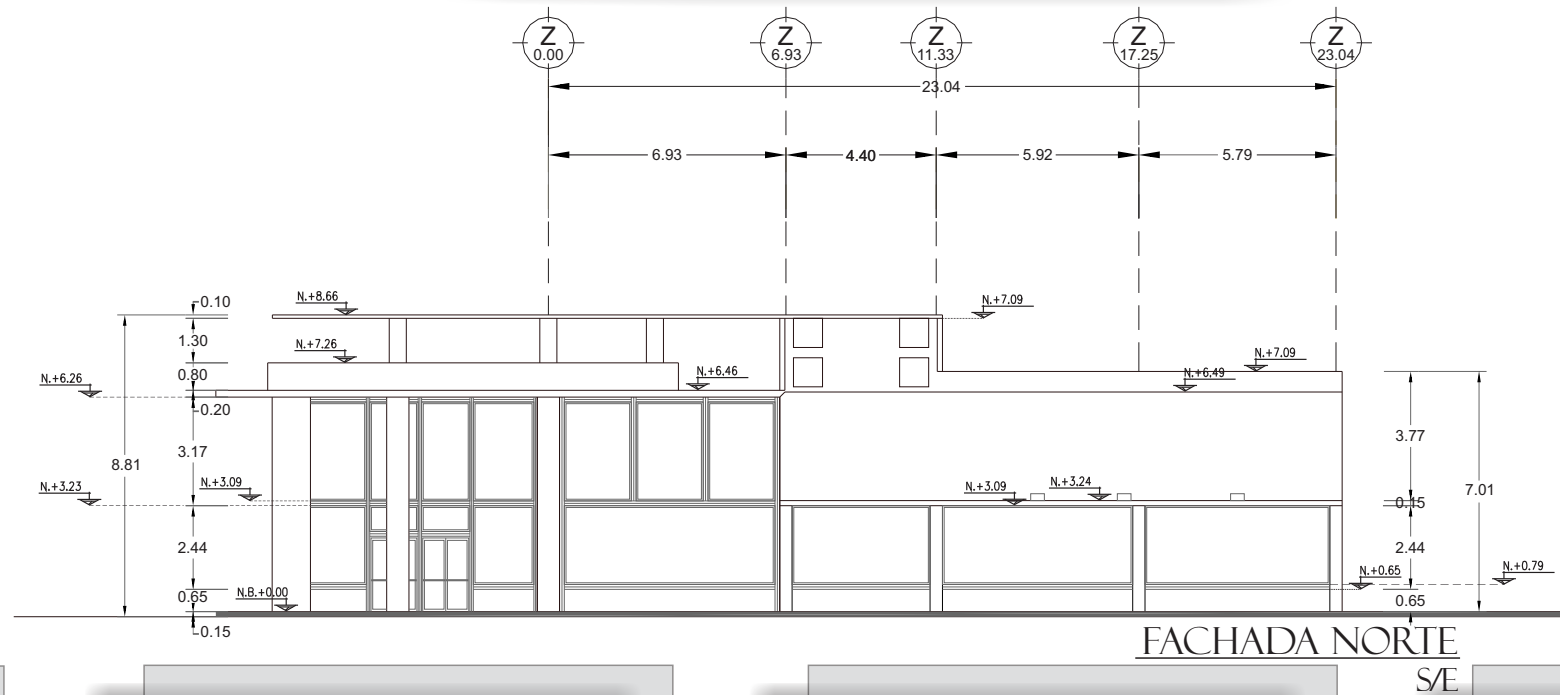 Z Z Z Z Z
0.00 6.93 11.33 17.25 23.04
23.04
6.93 4.40 5.92 5.79
0.10
N.+8.66
N.+7.09
1.30
N.+7.26
N.+7.09
0.80
N.+6.26
N.+6.46
N.+6.49
0.20
3.77
3.17
8.81
N.+3.23
N.+3.09
N.+3.09
N.+3.24
7.01
0.15
2.44
2.44
N.+0.65
N.+0.79
0.65
N.B.+0.00
0.65
0.15
FACHADA NORTE
S/E